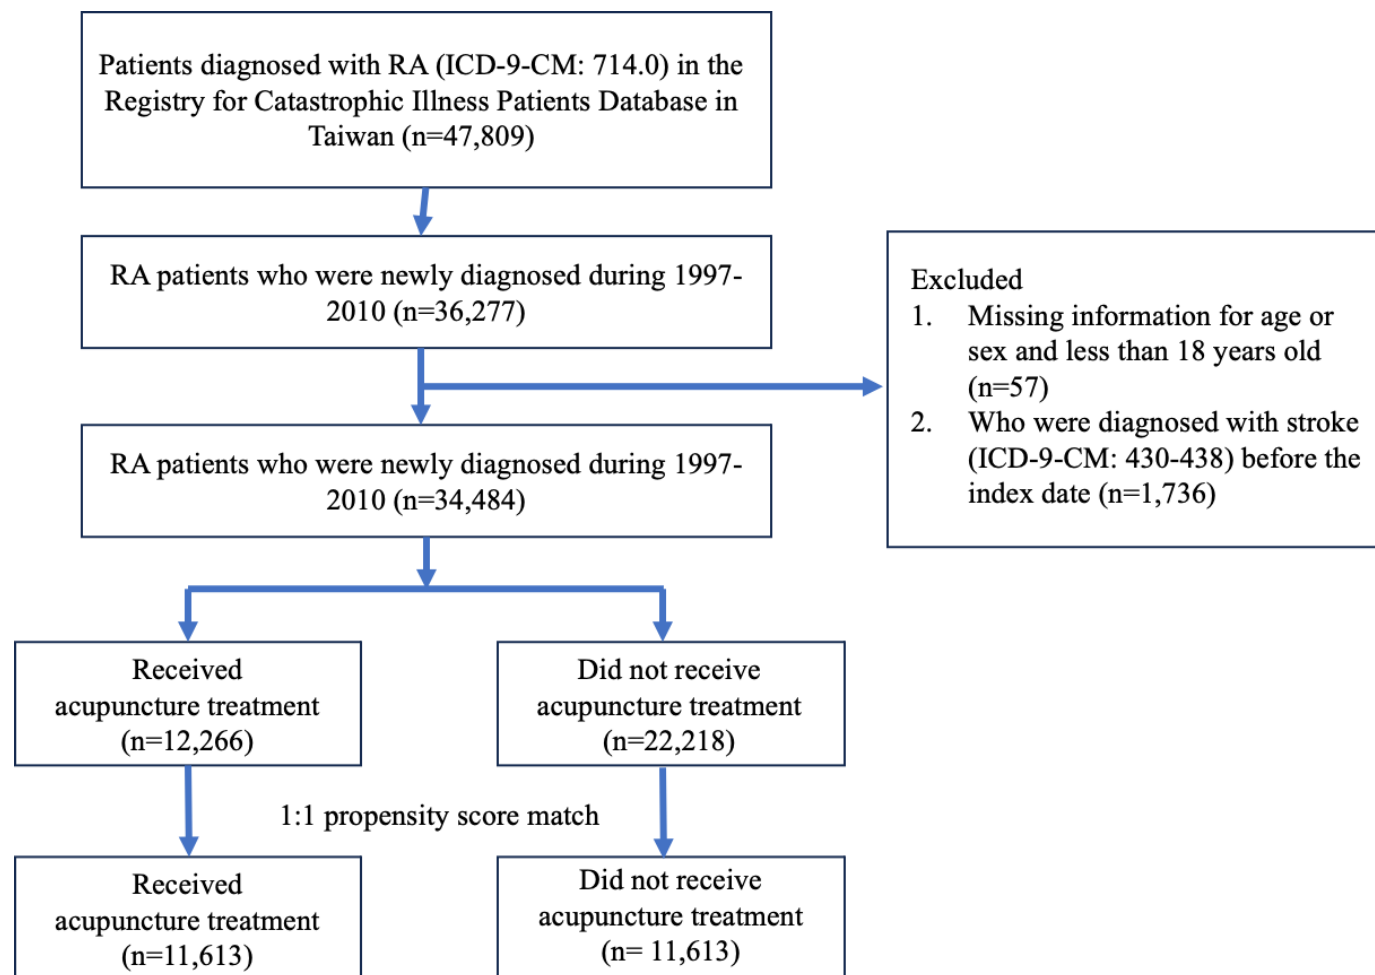 Patients diagnosed with RA (ICD-9-CM: 714.0) in the
Registry for Catastrophic Illness Patients Database in
Taiwan (n=47,809)
RA patients who were newly diagnosed during 1997-
2010 (n=36,277)
Excluded
1. Missing information for age or
sex and less than 18 years old
(n=57)
2. Who were diagnosed with stroke
(ICD-9-CM: 430-438) before the
index date (n=1,736)
RA patients who were newly diagnosed during 1997-
2010 (n=34,484)
Received
acupuncture treatment
(n=12,266)
Did not receive
acupuncture treatment
(n=22,218)
1:1 propensity score match
Received
acupuncture treatment
(n=11,613)
Did not receive
acupuncture treatment
(n= 11,613)